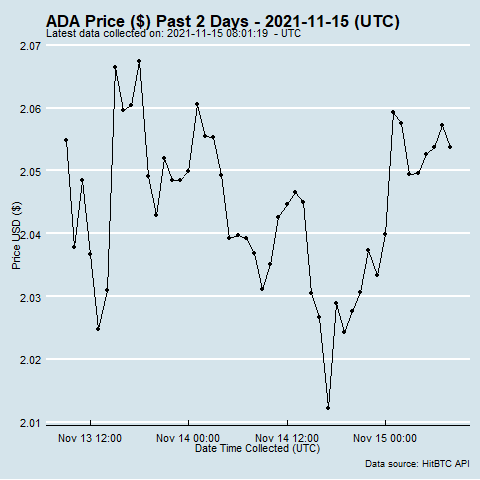 ADA Price ($) Past 2 Days - 2021-11-15 (UTC)
Latest data collected on: 2021-11-15 08:01:19 - UTC
2.07
2.06
2.05
2.04
2.03
2.02
2.01
Price USD ($)
Nov 13 12:00 Nov 14 00:00 Nov 14 12:00 Nov 15 00:00
Date Time Collected (UTC)
Data source: HitBTC API